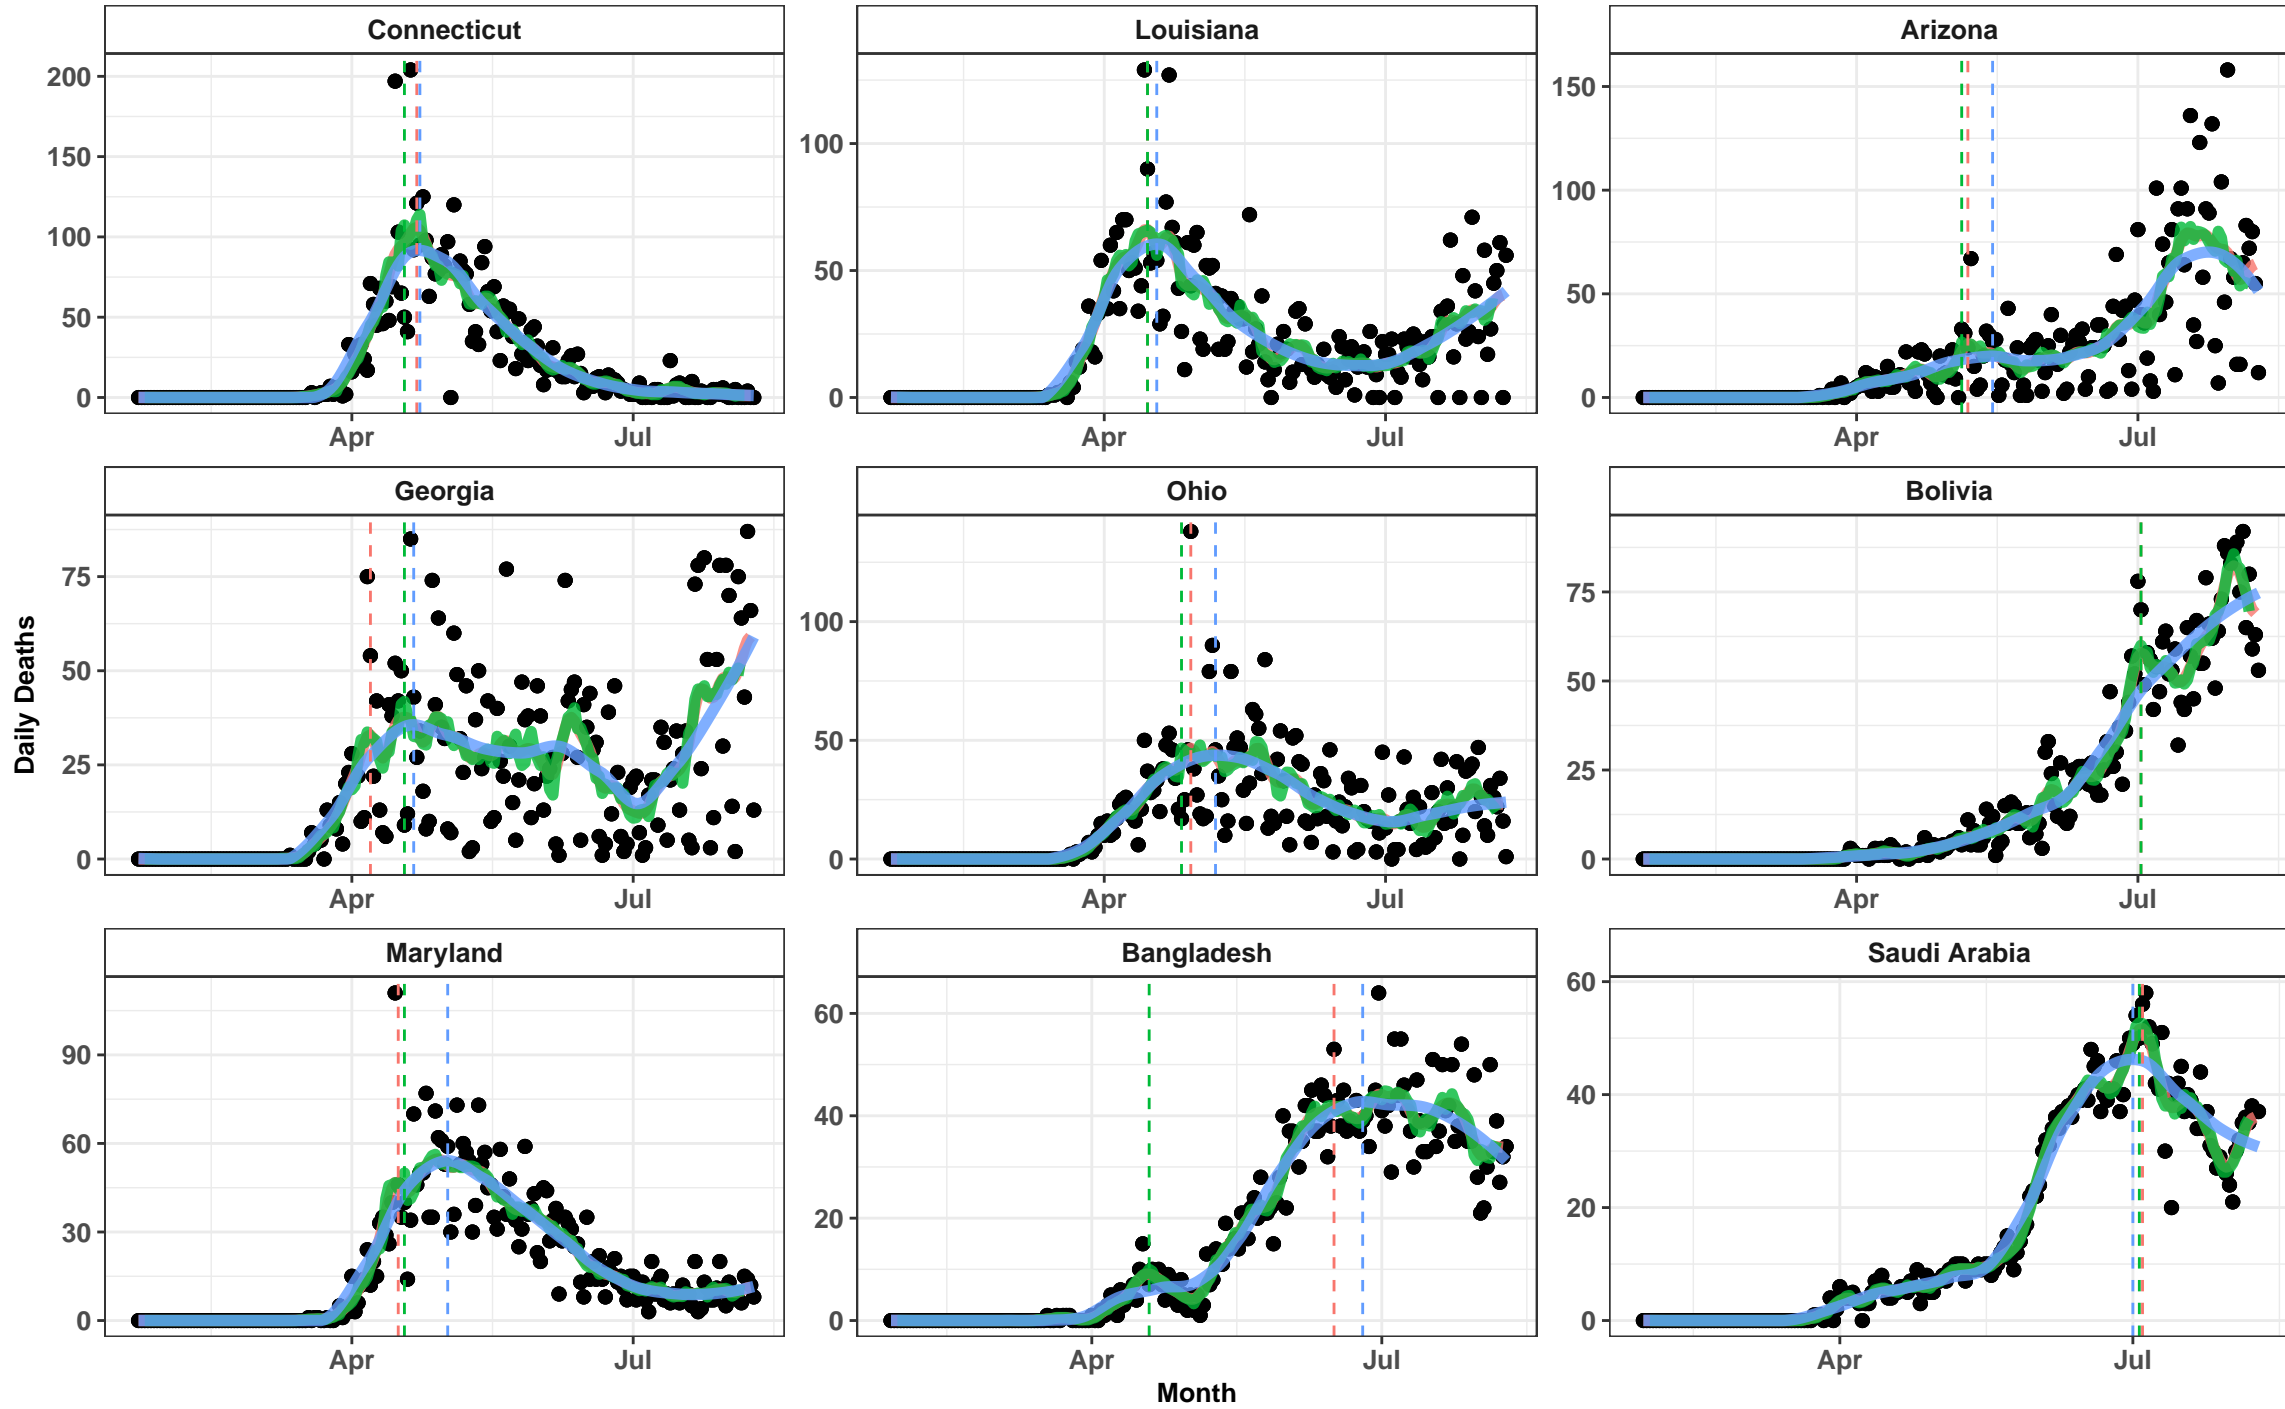 Connecticut
Louisiana
Arizona
200
150
100
50
0
Apr
Jul
100
50
0
Apr
Jul
150
100
50
0
Apr
Jul
Georgia
Ohio
Bolivia
75
50
25
0
Apr
Jul
100
50
0
Apr
Jul
75
50
25
0
Apr
Jul
Maryland
Bangladesh
Saudi Arabia
90
60
30
0
Apr
Jul
60
40
20
0
Apr
Jul
60
40
20
0
Apr
Jul
Daily Deaths
Month